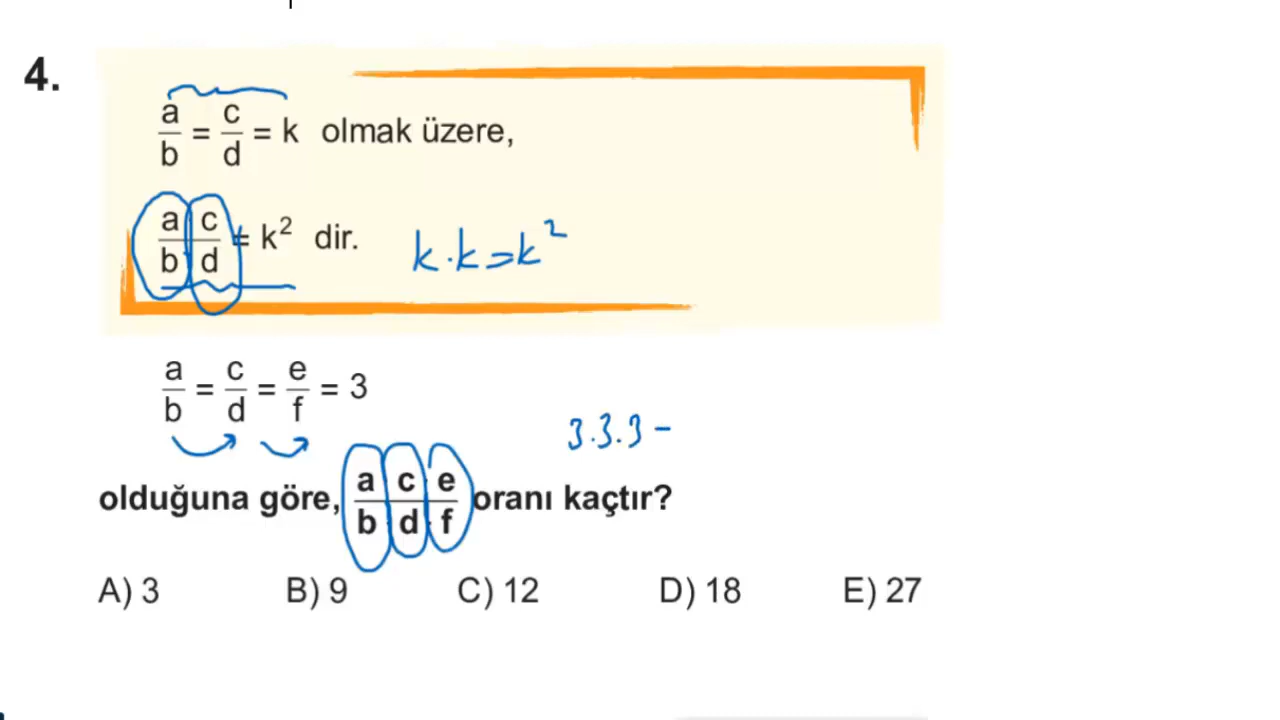 4.
a/b = c/d = k olmak üzere,
a c / b d = k² dir. k·k=k²
a/b = c/d = e/f = 3
3.3.3 –
olduğuna göre, a c e / b d f oranı kaçtır?
A) 3 B) 9 C) 12 D) 18 E) 27